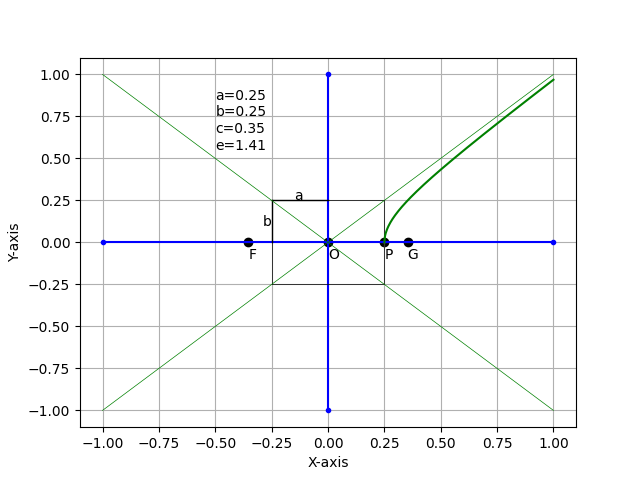 1.00
0.75
0.50
0.25
0.00
−0.25
−0.50
−0.75
−1.00
Y-axis
a=0.25
b=0.25
c=0.35
e=1.41
a
b
F
O
P
G
−1.00 −0.75 −0.50 −0.25 0.00 0.25 0.50 0.75 1.00
X-axis